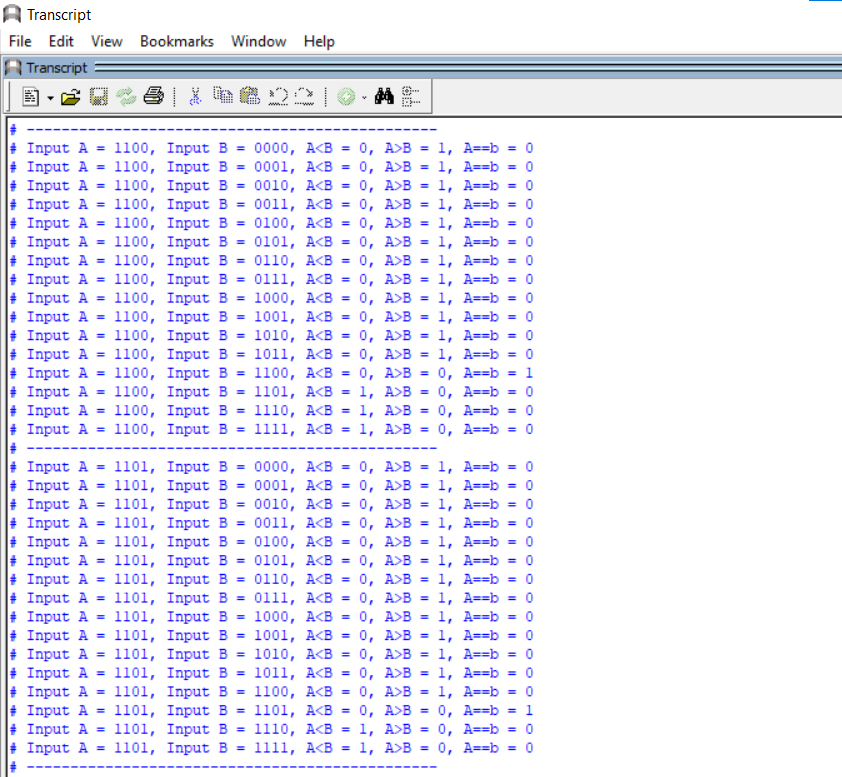 Transcript
File Edit View Bookmarks Window Help
Transcript
# -----------------------------------------------
# Input A = 1100, Input B = 0000, A<B = 0, A>B = 1, A==b = 0
# Input A = 1100, Input B = 0001, A<B = 0, A>B = 1, A==b = 0
# Input A = 1100, Input B = 0010, A<B = 0, A>B = 1, A==b = 0
# Input A = 1100, Input B = 0011, A<B = 0, A>B = 1, A==b = 0
# Input A = 1100, Input B = 0100, A<B = 0, A>B = 1, A==b = 0
# Input A = 1100, Input B = 0101, A<B = 0, A>B = 1, A==b = 0
# Input A = 1100, Input B = 0110, A<B = 0, A>B = 1, A==b = 0
# Input A = 1100, Input B = 0111, A<B = 0, A>B = 1, A==b = 0
# Input A = 1100, Input B = 1000, A<B = 0, A>B = 1, A==b = 0
# Input A = 1100, Input B = 1001, A<B = 0, A>B = 1, A==b = 0
# Input A = 1100, Input B = 1010, A<B = 0, A>B = 1, A==b = 0
# Input A = 1100, Input B = 1011, A<B = 0, A>B = 1, A==b = 0
# Input A = 1100, Input B = 1100, A<B = 0, A>B = 0, A==b = 1
# Input A = 1100, Input B = 1101, A<B = 1, A>B = 0, A==b = 0
# Input A = 1100, Input B = 1110, A<B = 1, A>B = 0, A==b = 0
# Input A = 1100, Input B = 1111, A<B = 1, A>B = 0, A==b = 0
# -----------------------------------------------
# Input A = 1101, Input B = 0000, A<B = 0, A>B = 1, A==b = 0
# Input A = 1101, Input B = 0001, A<B = 0, A>B = 1, A==b = 0
# Input A = 1101, Input B = 0010, A<B = 0, A>B = 1, A==b = 0
# Input A = 1101, Input B = 0011, A<B = 0, A>B = 1, A==b = 0
# Input A = 1101, Input B = 0100, A<B = 0, A>B = 1, A==b = 0
# Input A = 1101, Input B = 0101, A<B = 0, A>B = 1, A==b = 0
# Input A = 1101, Input B = 0110, A<B = 0, A>B = 1, A==b = 0
# Input A = 1101, Input B = 0111, A<B = 0, A>B = 1, A==b = 0
# Input A = 1101, Input B = 1000, A<B = 0, A>B = 1, A==b = 0
# Input A = 1101, Input B = 1001, A<B = 0, A>B = 1, A==b = 0
# Input A = 1101, Input B = 1010, A<B = 0, A>B = 1, A==b = 0
# Input A = 1101, Input B = 1011, A<B = 0, A>B = 1, A==b = 0
# Input A = 1101, Input B = 1100, A<B = 0, A>B = 1, A==b = 0
# Input A = 1101, Input B = 1101, A<B = 0, A>B = 0, A==b = 1
# Input A = 1101, Input B = 1110, A<B = 1, A>B = 0, A==b = 0
# Input A = 1101, Input B = 1111, A<B = 1, A>B = 0, A==b = 0
# -----------------------------------------------